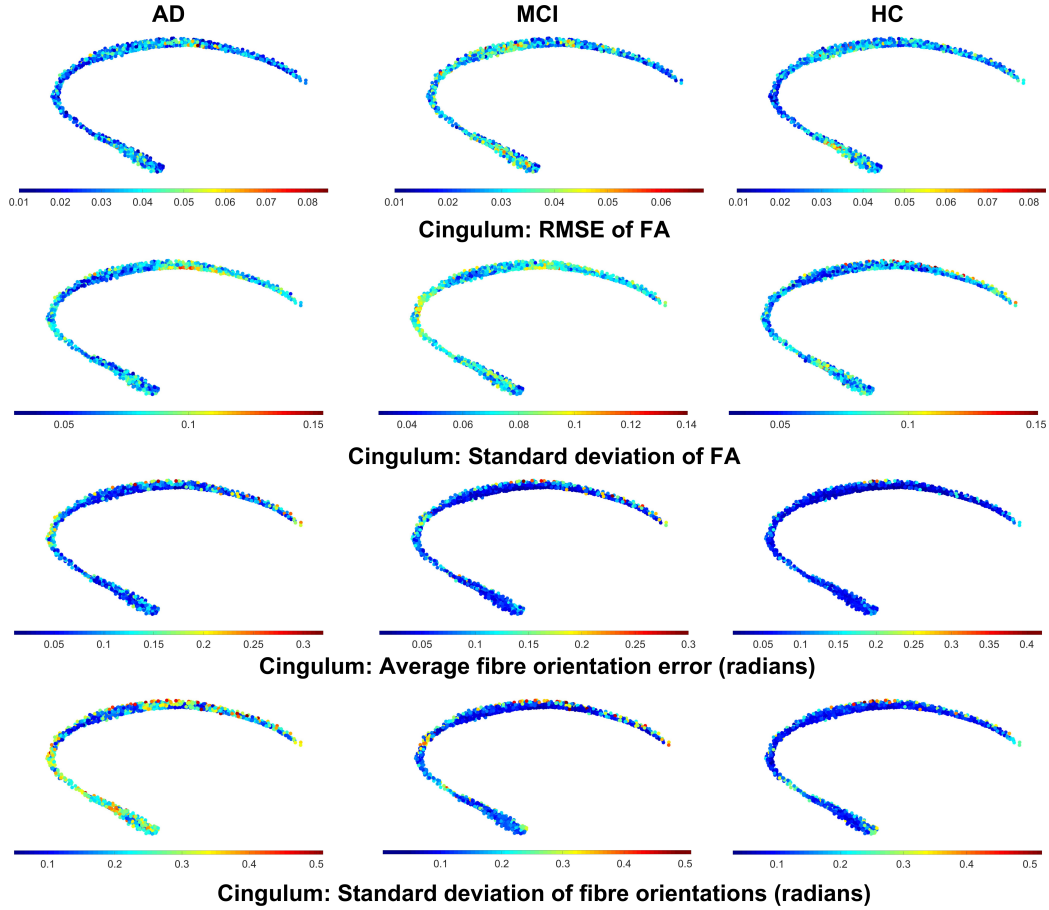 AD MCI HC
0.01 0.02 0.03 0.04 0.05 0.06 0.07 0.08 0.01 0.02 0.03 0.04 0.05 0.06 0.01 0.02 0.03 0.04 0.05 0.06 0.07 0.08
Cingulum: RMSE of FA
0.05 0.1 0.15 0.04 0.06 0.08 0.1 0.12 0.14 0.05 0.1 0.15
Cingulum: Standard deviation of FA
0.05 0.1 0.15 0.2 0.25 0.3 0.05 0.1 0.15 0.2 0.25 0.3 0.05 0.1 0.15 0.2 0.25 0.3 0.35 0.4
Cingulum: Average fibre orientation error (radians)
0.1 0.2 0.3 0.4 0.5 0.1 0.2 0.3 0.4 0.5 0.1 0.2 0.3 0.4 0.5
Cingulum: Standard deviation of fibre orientations (radians)